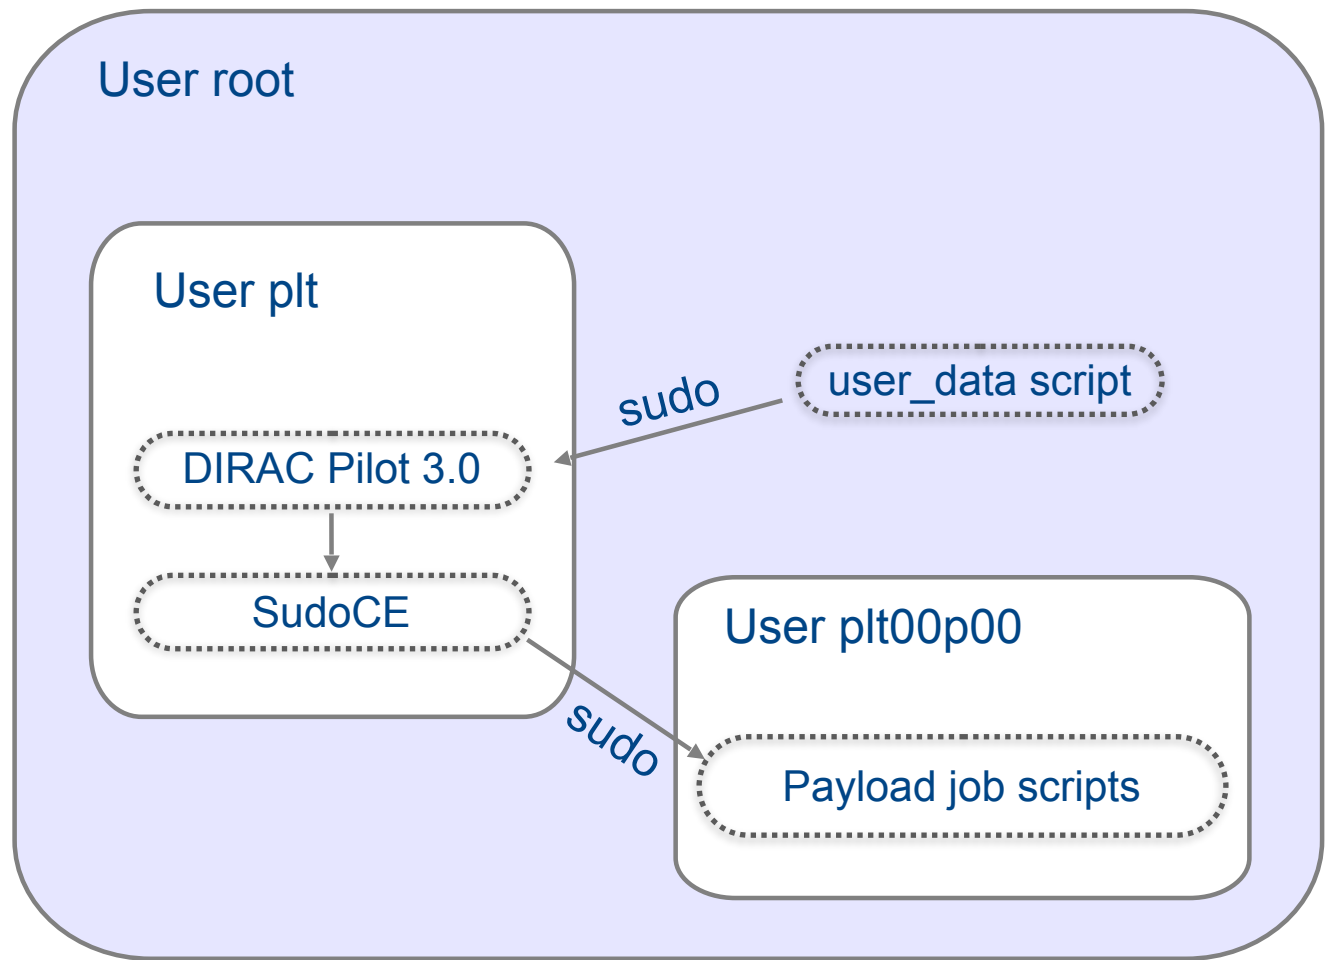 User root
User plt
user_data script
sudo
DIRAC Pilot 3.0
SudoCE
User plt00p00
sudo
Payload job scripts